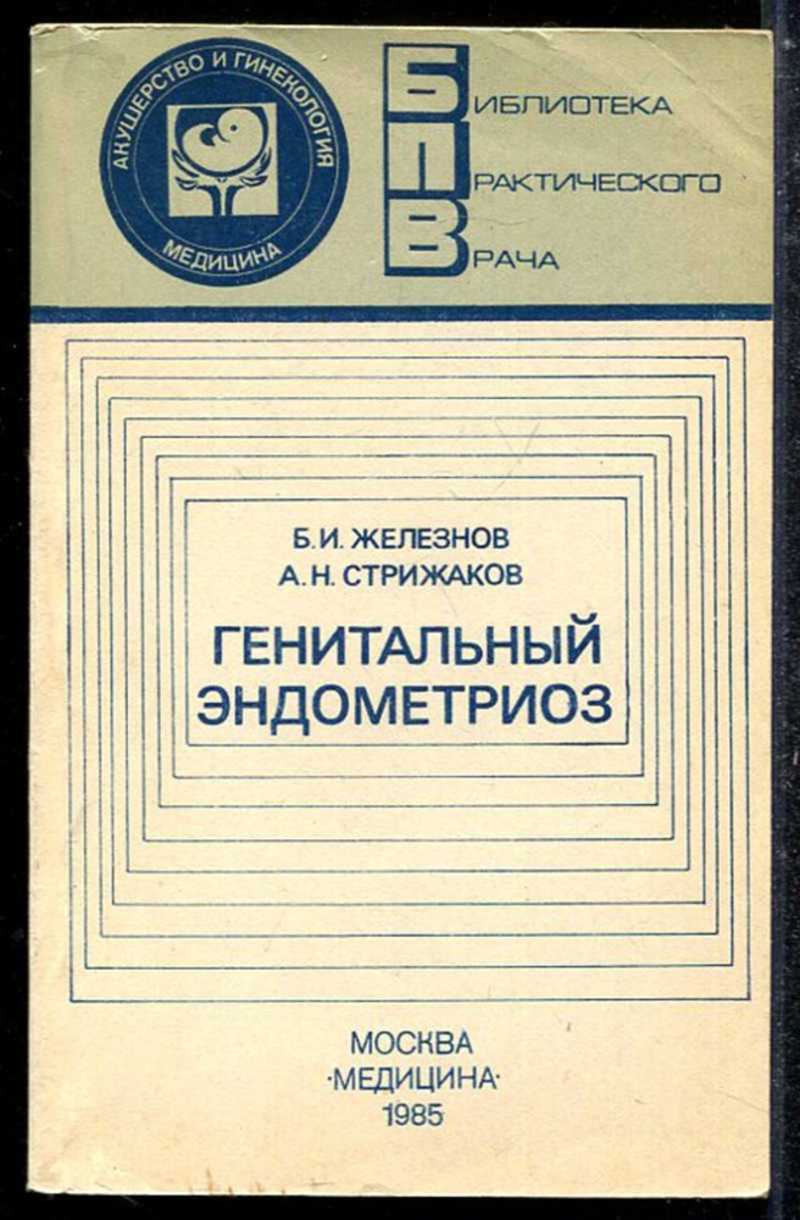 АКУШЕРСТВО И ГИНЕКОЛОГИЯ
МЕДИЦИНА
БИБЛИОТЕКА
ПРАКТИЧЕСКОГО
ВРАЧА
Б.И. ЖЕЛЕЗНОВ
А.Н. СТРИЖАКОВ
ГЕНИТАЛЬНЫЙ
ЭНДОМЕТРИОЗ
МОСКВА
·МЕДИЦИНА·
1985